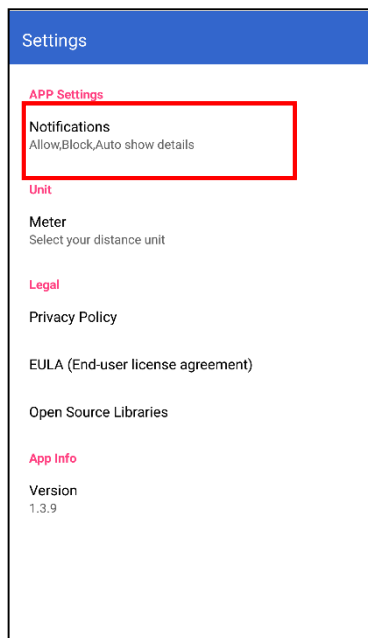 Settings
APP Settings
Notifications
Allow,Block,Auto show details
Unit
Meter
Select your distance unit
Legal
Privacy Policy
EULA (End-user license agreement)
Open Source Libraries
App Info
Version
1.3.9